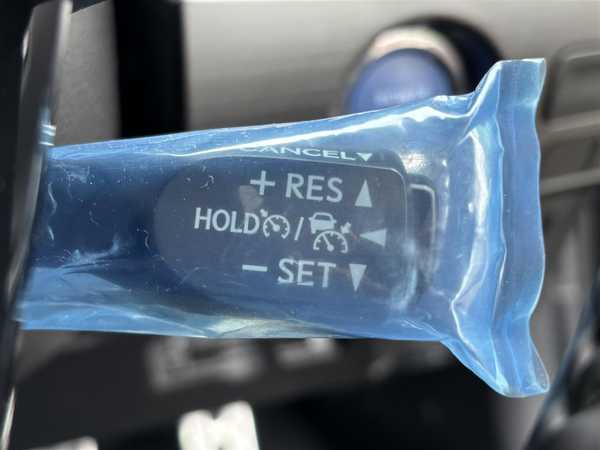 CANCEL▼
+ RES ▲
HOLD / ◀
− SET ▼